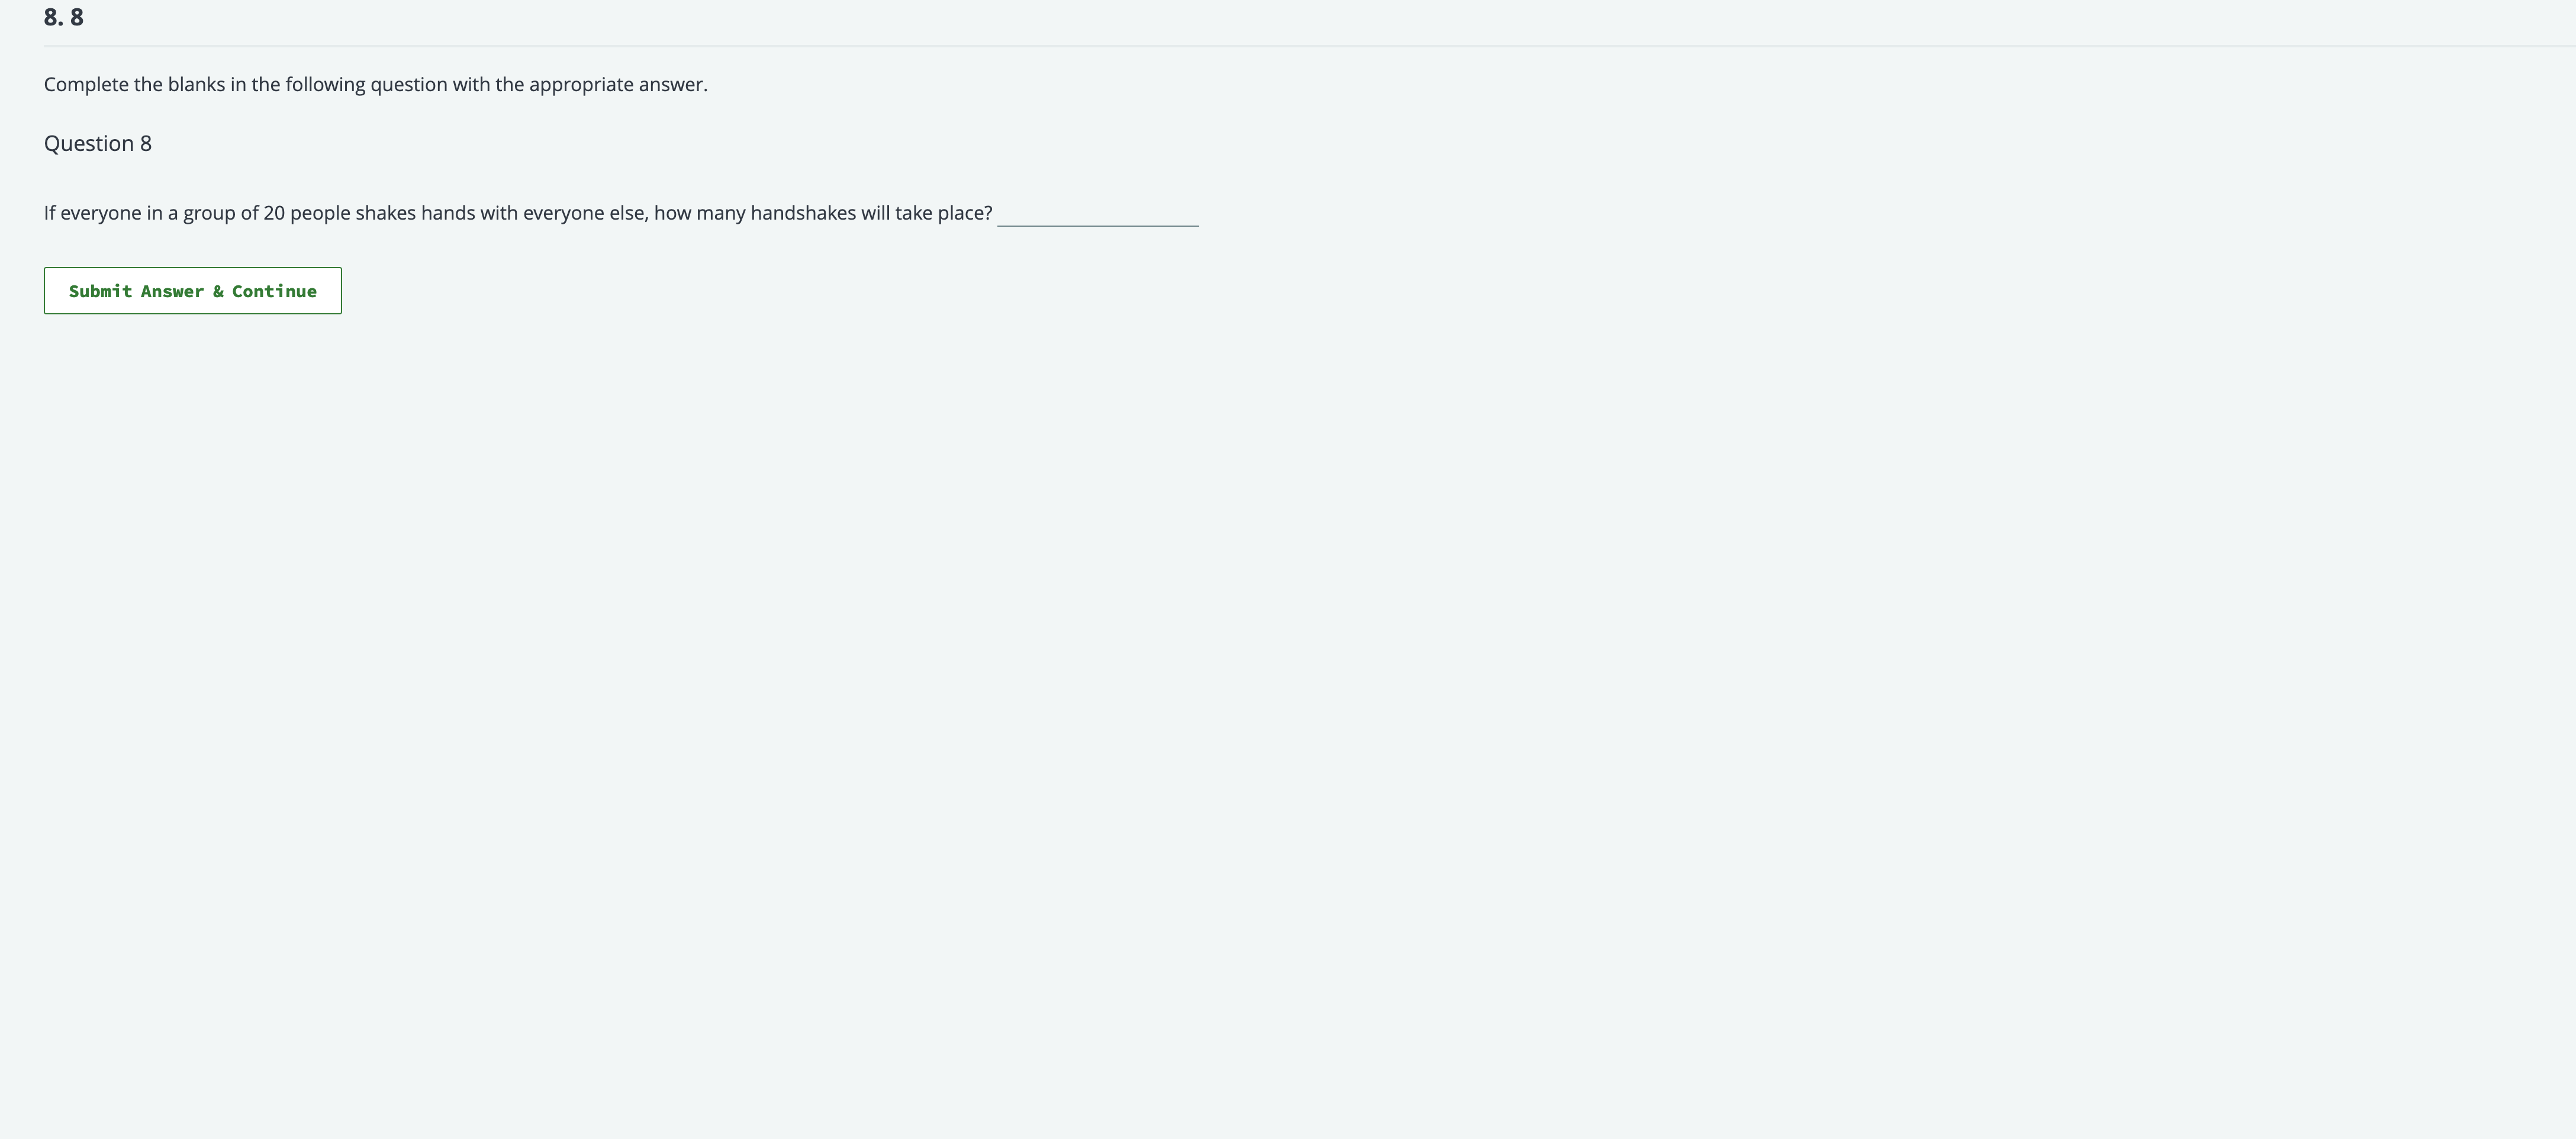 8. 8
Complete the blanks in the following question with the appropriate answer.
Question 8
If everyone in a group of 20 people shakes hands with everyone else, how many handshakes will take place?
Submit Answer & Continue